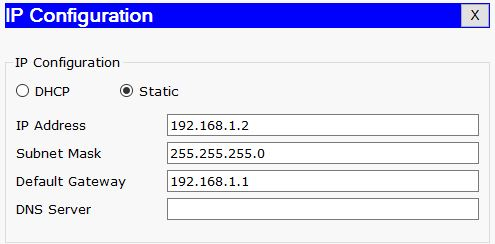 IP Configuration X
IP Configuration
DHCP Static
IP Address 192.168.1.2
Subnet Mask 255.255.255.0
Default Gateway 192.168.1.1
DNS Server